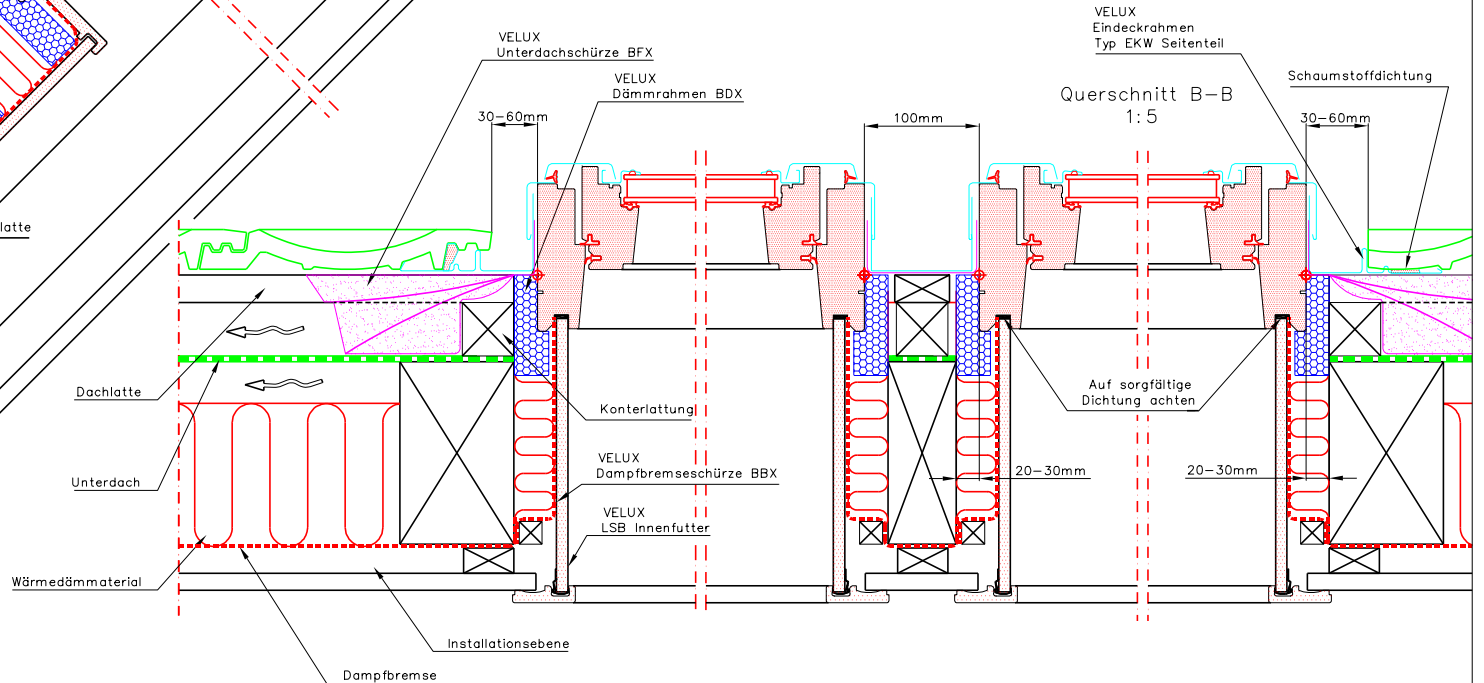 VELUX
Eindeckrahmen
Typ EKW Seitenteil
VELUX
Unterdachschürze BFX
VELUX
Dämmrahmen BDX
Schaumstoffdichtung
Querschnitt B-B
1:5
30-60mm
100mm
30-60mm
latte
Dachlatte
Auf sorgfältige
Dichtung achten
Konterlattung
VELUX
Dampfbremseschürze BBX
20-30mm
20-30mm
Unterdach
VELUX
LSB Innenfutter
Wärmedämmaterial
Installationsebene
Dampfbremse